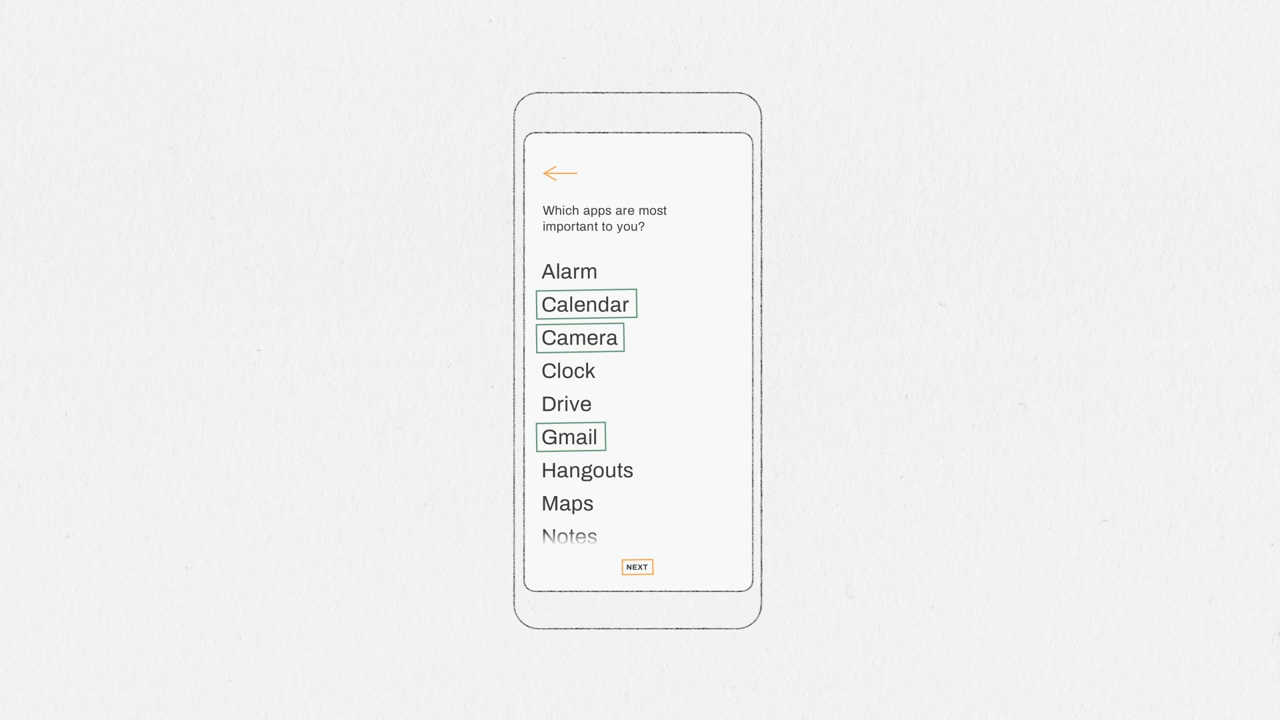 Which apps are most
important to you?
Alarm
Calendar
Camera
Clock
Drive
Gmail
Hangouts
Maps
Notes
NEXT